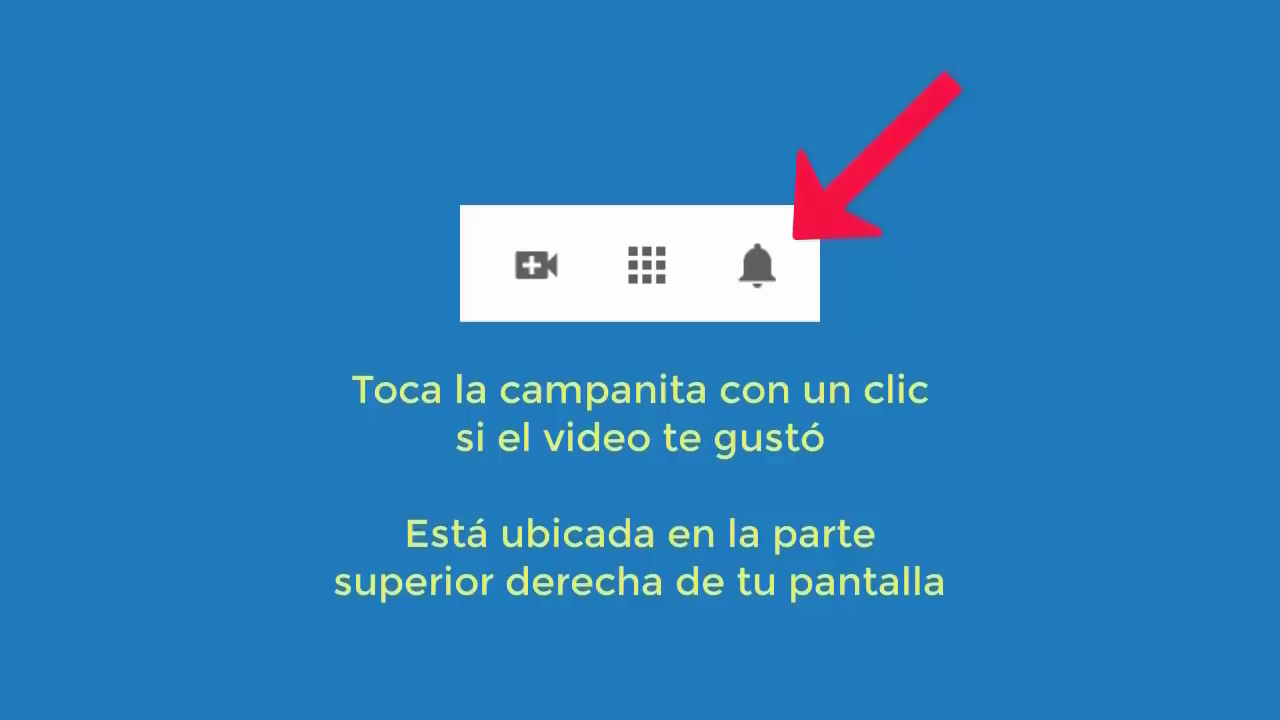 Toca la campanita con un clic
si el video te gustó
Está ubicada en la parte
superior derecha de tu pantalla